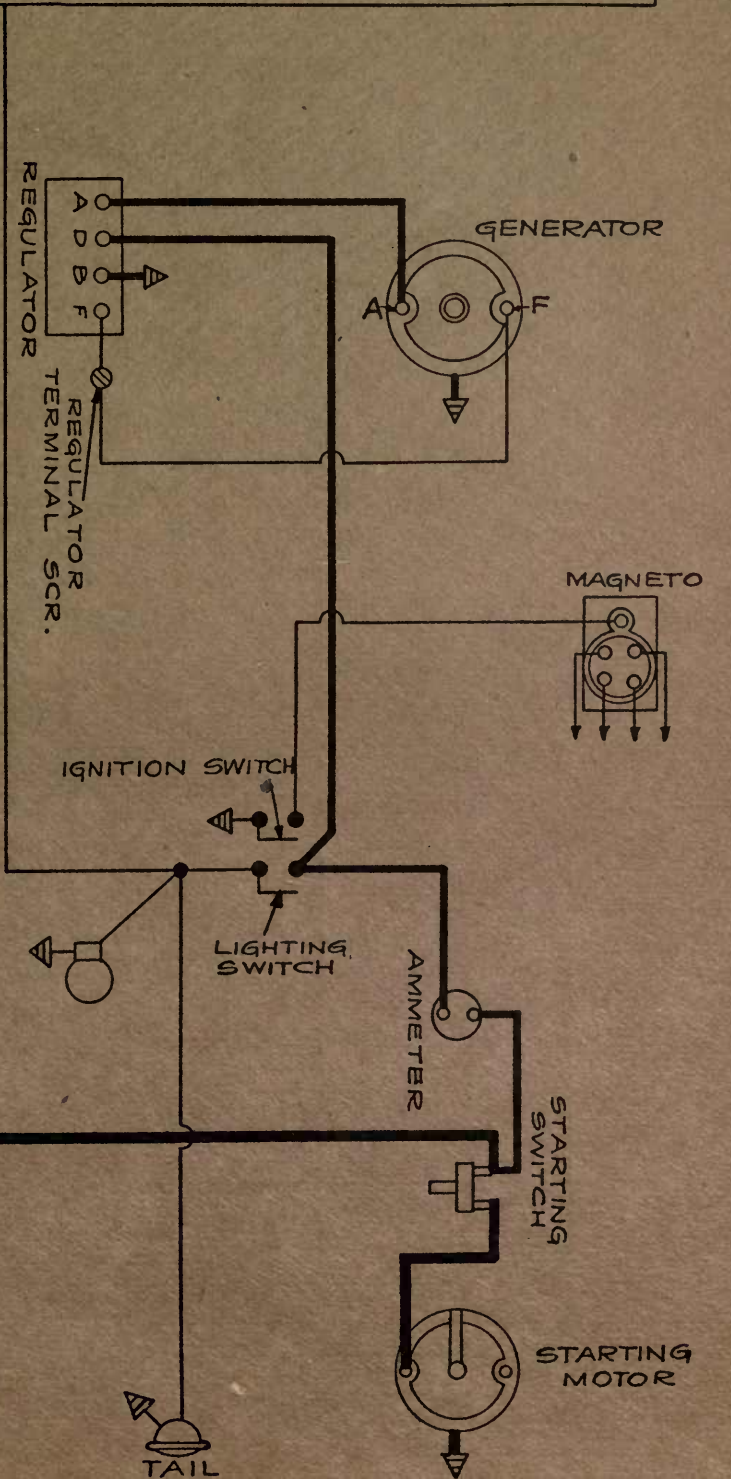 REGULATOR
A
D
B
F
GENERATOR
A
F
REGULATOR
TERMINAL SCR.
MAGNETO
IGNITION SWITCH
LIGHTING
SWITCH
AMMETER
STARTING
SWITCH
STARTING
MOTOR
TAIL